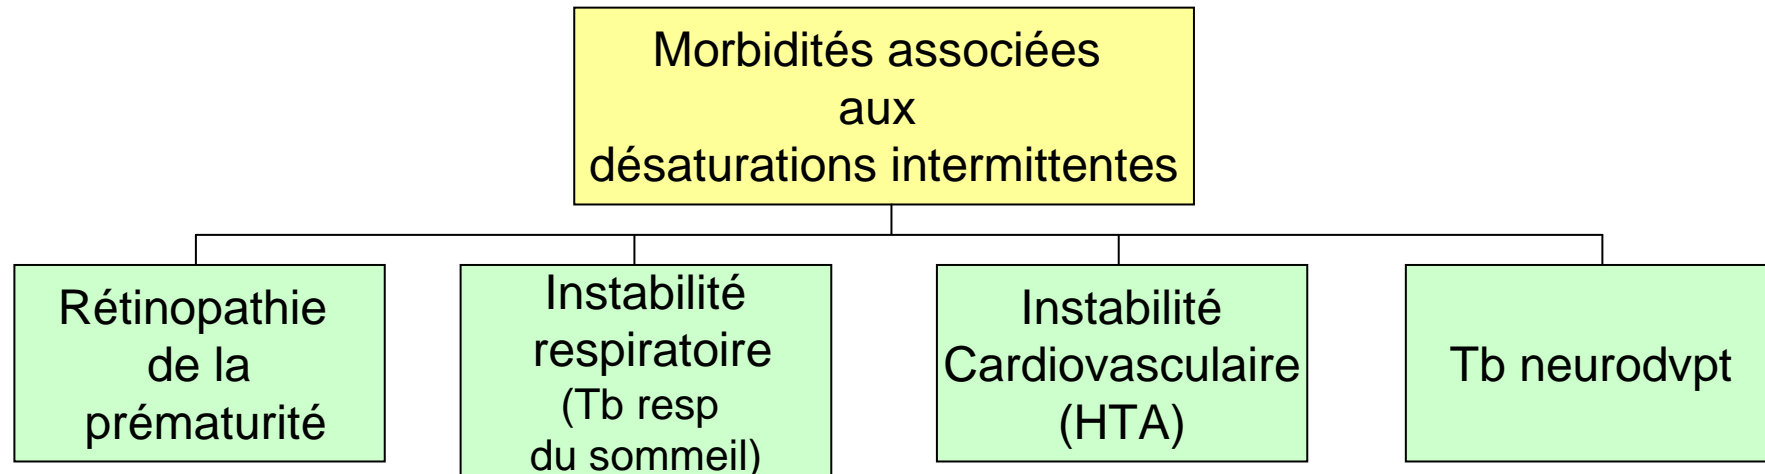 Morbidités associées
aux
désaturations intermittentes
Rétinopathie
de la
prématurité
Instabilité
respiratoire
(Tb resp
du sommeil)
Instabilité
Cardiovasculaire
(HTA)
Tb neurodvpt